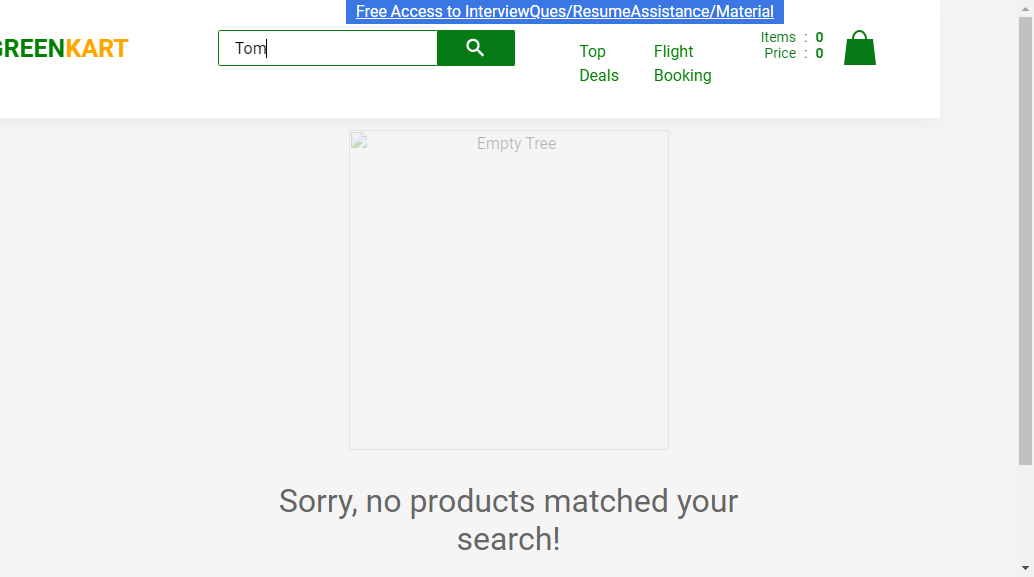 Free Access to InterviewQues/ResumeAssistance/Material
GREENKART
Tom
Top Deals
Flight Booking
Items : 0
Price : 0
Empty Tree
Sorry, no products matched your
search!